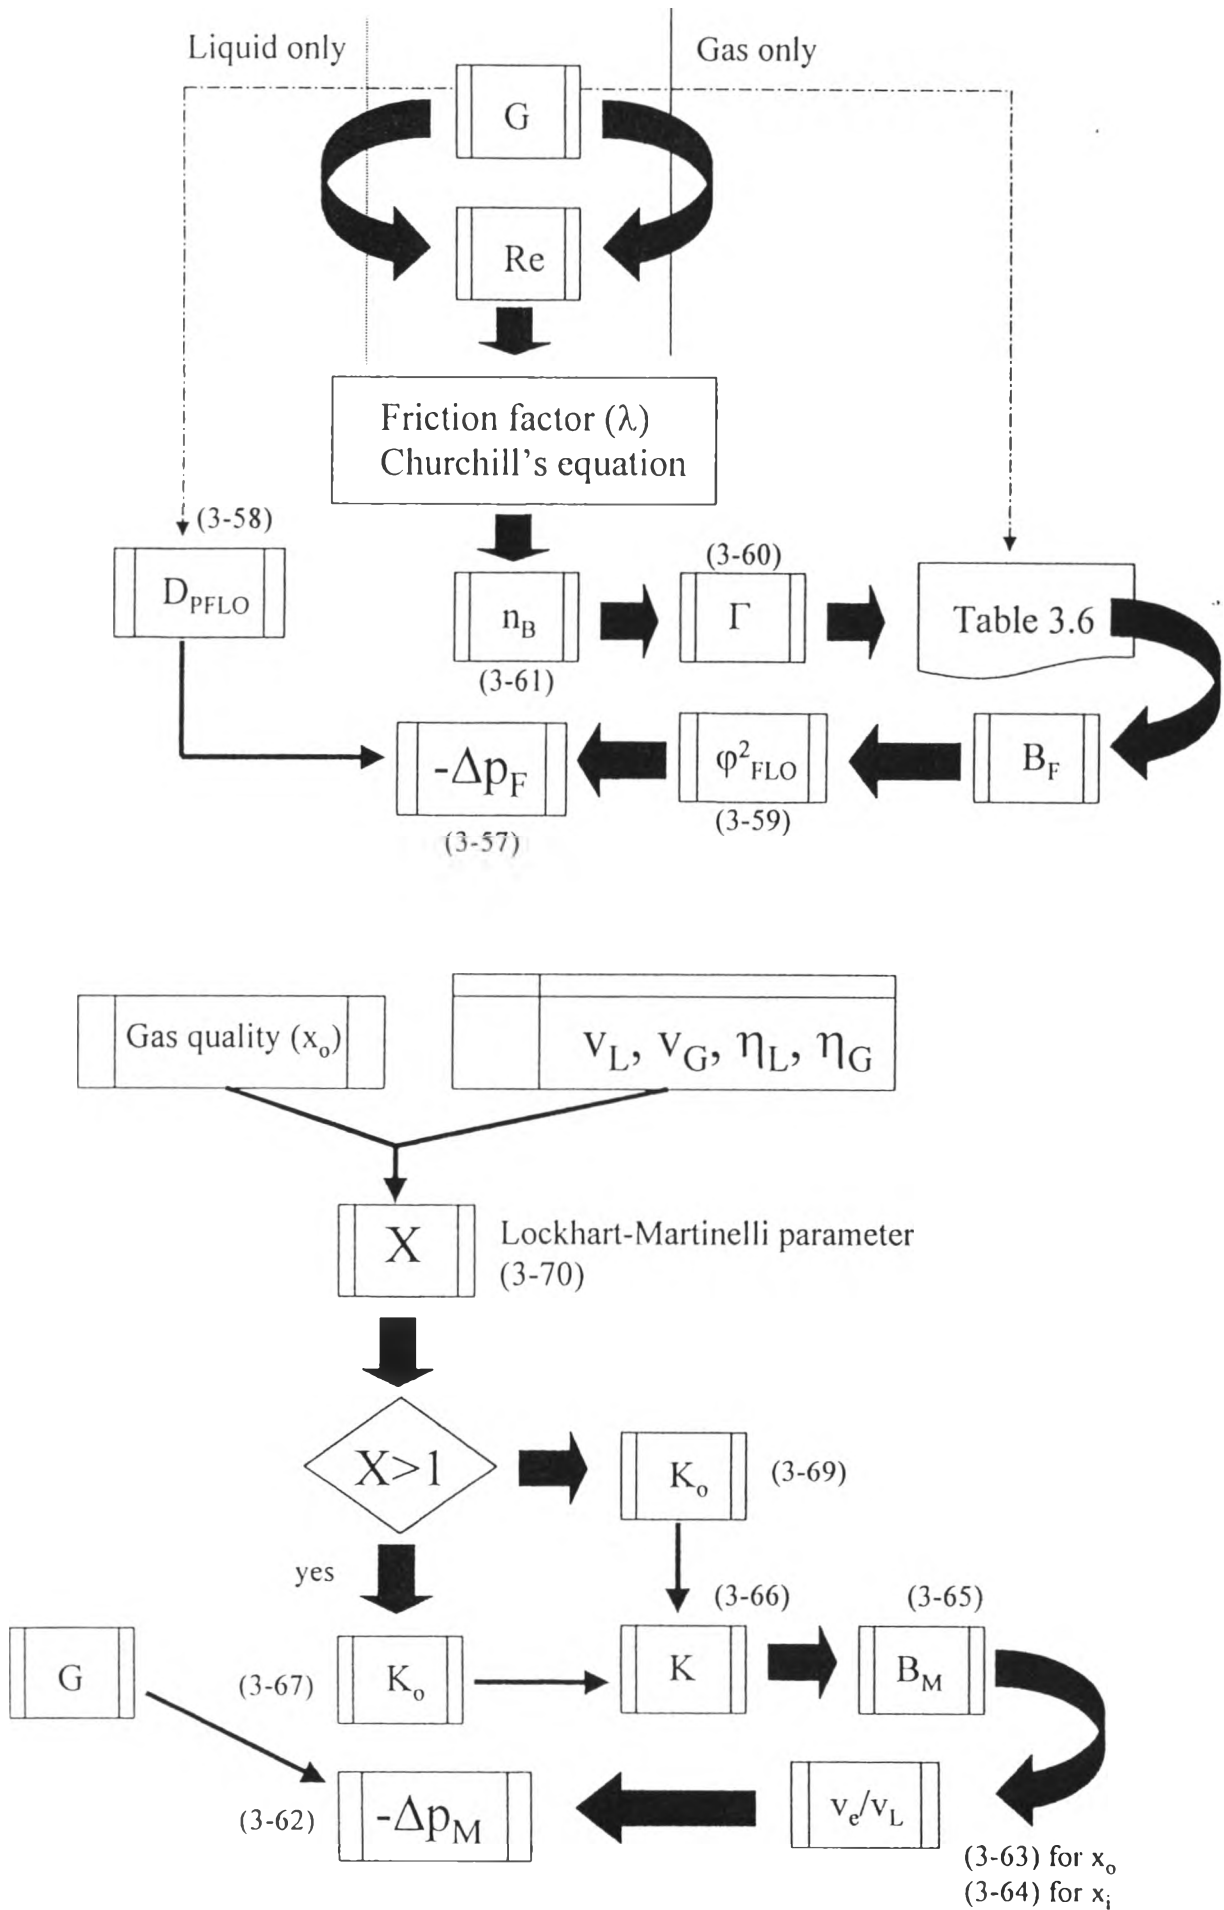 Liquid only
Gas only
G
Re
Friction factor (λ)
Churchill's equation
(3-58)
D_PFLO
n_B
(3-61)
(3-60)
Γ
Table 3.6
-Δp_F
(3-57)
φ²_FLO
(3-59)
B_F
Gas quality (x_o)
v_L, v_G, η_L, η_G
X
Lockhart-Martinelli parameter
(3-70)
X>1
K_o
(3-69)
yes
(3-66)
(3-65)
G
(3-67)
K_o
K
B_M
(3-62)
-Δp_M
v_e/v_L
(3-63) for x_o
(3-64) for x_i